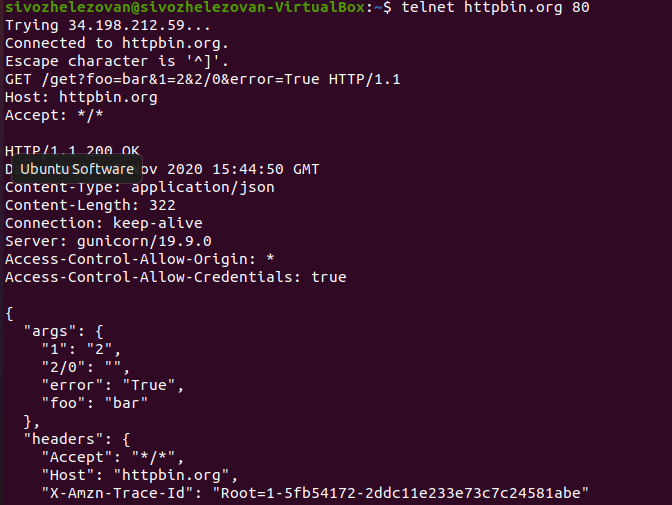 sivozhelezovan@sivozhelezovan-VirtualBox:~$ telnet httpbin.org 80
Trying 34.198.212.59...
Connected to httpbin.org.
Escape character is '^]'.
GET /get?foo=bar&1=2&2/0&error=True HTTP/1.1
Host: httpbin.org
Accept: */*
HTTP/1.1 200 OK
Ubuntu Software
2020 15:44:50 GMT
Content-Type: application/json
Content-Length: 322
Connection: keep-alive
Server: gunicorn/19.9.0
Access-Control-Allow-Origin: *
Access-Control-Allow-Credentials: true
{
"args": {
"1": "2",
"2/0": "",
"error": "True",
"foo": "bar"
},
"headers": {
"Accept": "*/*",
"Host": "httpbin.org",
"X-Amzn-Trace-Id": "Root=1-5fb54172-2ddc11e233e73c7c24581abe"